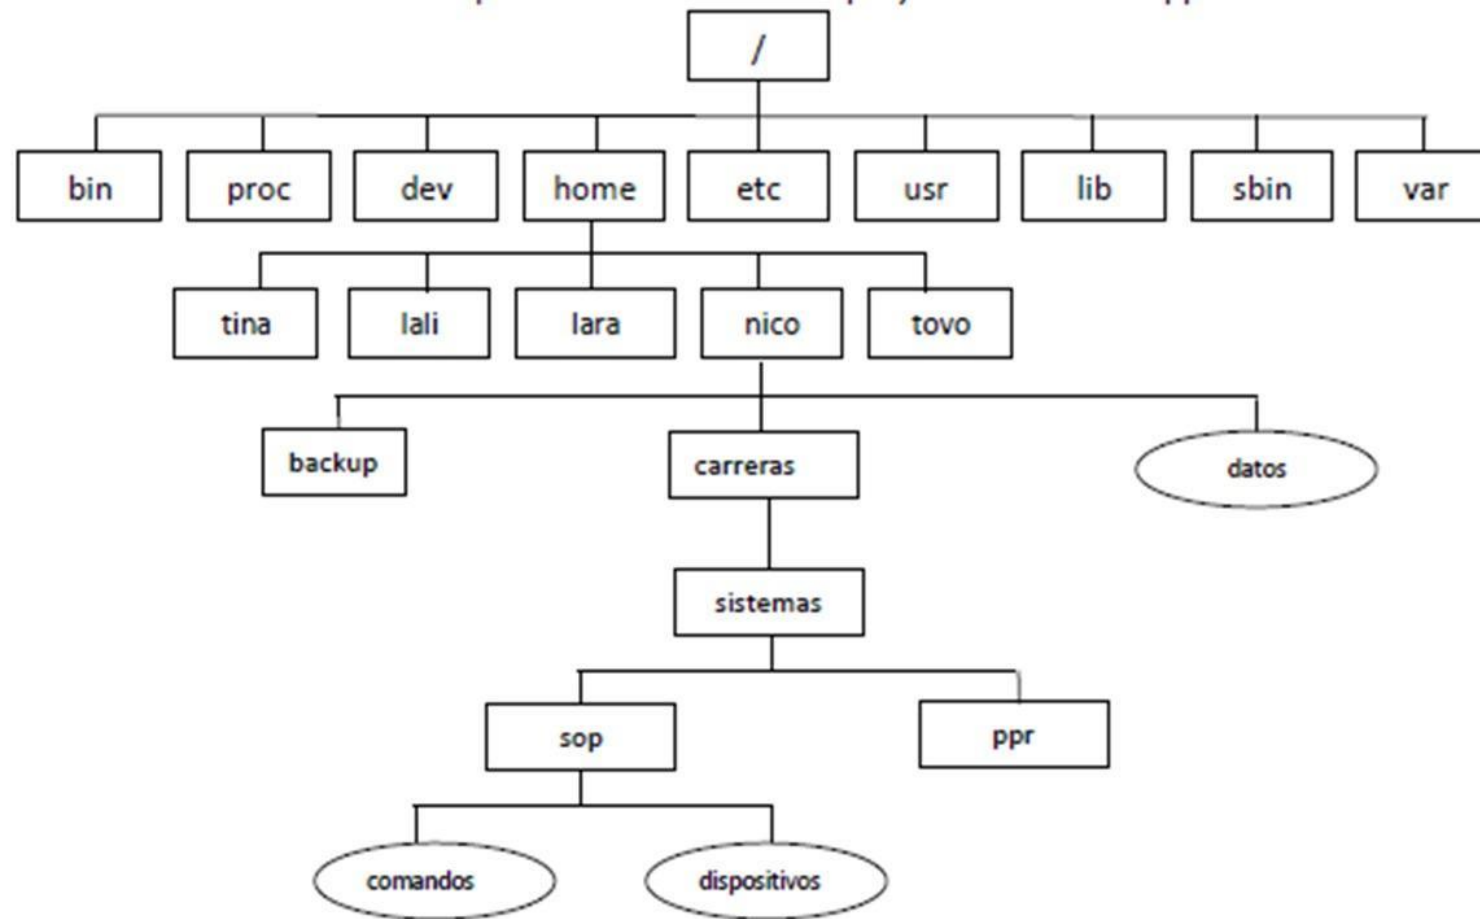 /
bin proc dev home etc usr lib sbin var
tina lali lara nico tovo
backup carreras datos
sistemas
sop ppr
comandos dispositivos